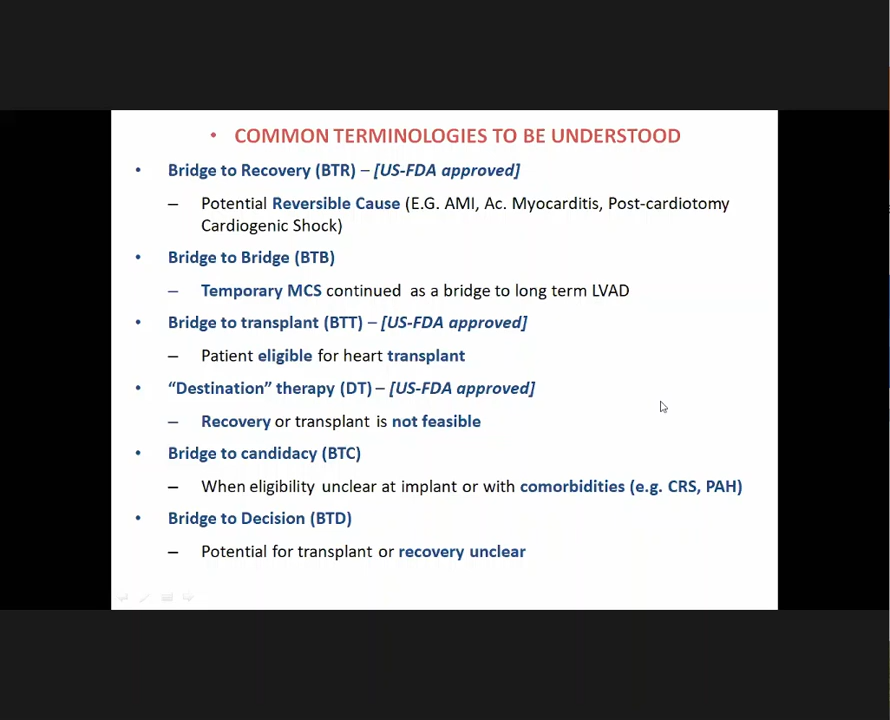 • COMMON TERMINOLOGIES TO BE UNDERSTOOD
• Bridge to Recovery (BTR) – [US-FDA approved]
– Potential Reversible Cause (E.G. AMI, Ac. Myocarditis, Post-cardiotomy
Cardiogenic Shock)
• Bridge to Bridge (BTB)
– Temporary MCS continued as a bridge to long term LVAD
• Bridge to transplant (BTT) – [US-FDA approved]
– Patient eligible for heart transplant
• “Destination” therapy (DT) – [US-FDA approved]
– Recovery or transplant is not feasible
• Bridge to candidacy (BTC)
– When eligibility unclear at implant or with comorbidities (e.g. CRS, PAH)
• Bridge to Decision (BTD)
– Potential for transplant or recovery unclear